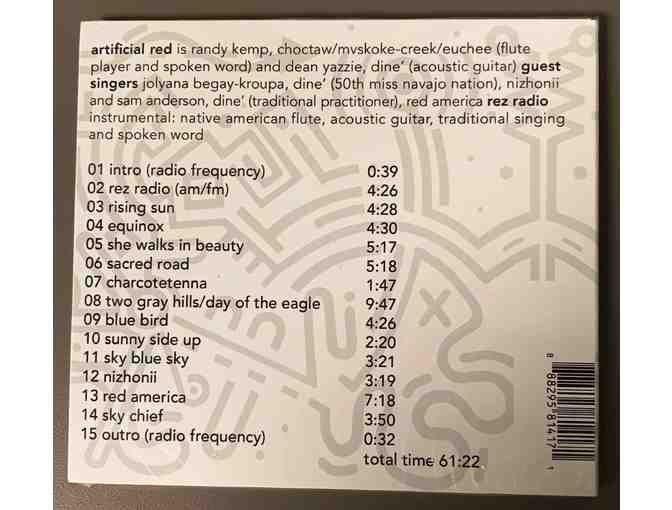 artificial red is randy kemp, choctaw/mvskoke-creek/euchee (flute
player and spoken word) and dean yazzie, dine' (acoustic guitar) guest
singers jolyana begay-kroupa, dine' (50th miss navajo nation), nizhonii
and sam anderson, dine' (traditional practitioner), red america rez radio
instrumental: native american flute, acoustic guitar, traditional singing
and spoken word
01 intro (radio frequency) 0:39
02 rez radio (am/fm) 4:26
03 rising sun 4:28
04 equinox 4:30
05 she walks in beauty 5:17
06 sacred road 5:18
07 charcotetenna 1:47
08 two gray hills/day of the eagle 9:47
09 blue bird 4:26
10 sunny side up 2:20
11 sky blue sky 3:21
12 nizhonii 3:19
13 red america 7:18
14 sky chief 3:50
15 outro (radio frequency) 0:32
total time 61:22
8 88295 81417 1